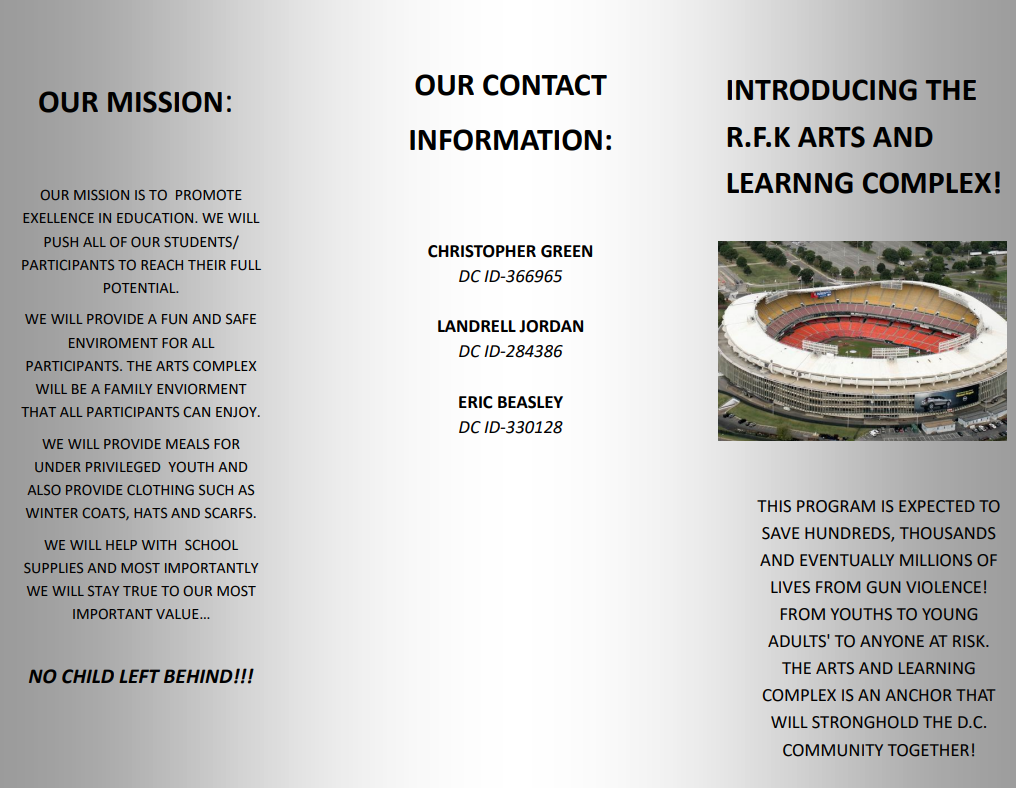 OUR MISSION:
OUR MISSION IS TO PROMOTE
EXELLENCE IN EDUCATION. WE WILL
PUSH ALL OF OUR STUDENTS/
PARTICIPANTS TO REACH THEIR FULL
POTENTIAL.
WE WILL PROVIDE A FUN AND SAFE
ENVIROMENT FOR ALL
PARTICIPANTS. THE ARTS COMPLEX
WILL BE A FAMILY ENVIORMENT
THAT ALL PARTICIPANTS CAN ENJOY.
WE WILL PROVIDE MEALS FOR
UNDER PRIVILEGED YOUTH AND
ALSO PROVIDE CLOTHING SUCH AS
WINTER COATS, HATS AND SCARFS.
WE WILL HELP WITH SCHOOL
SUPPLIES AND MOST IMPORTANTLY
WE WILL STAY TRUE TO OUR MOST
IMPORTANT VALUE…
NO CHILD LEFT BEHIND!!!
OUR CONTACT
INFORMATION:
CHRISTOPHER GREEN
DC ID-366965
LANDRELL JORDAN
DC ID-284386
ERIC BEASLEY
DC ID-330128
INTRODUCING THE
R.F.K ARTS AND
LEARNNG COMPLEX!
THIS PROGRAM IS EXPECTED TO
SAVE HUNDREDS, THOUSANDS
AND EVENTUALLY MILLIONS OF
LIVES FROM GUN VIOLENCE!
FROM YOUTHS TO YOUNG
ADULTS' TO ANYONE AT RISK.
THE ARTS AND LEARNING
COMPLEX IS AN ANCHOR THAT
WILL STRONGHOLD THE D.C.
COMMUNITY TOGETHER!